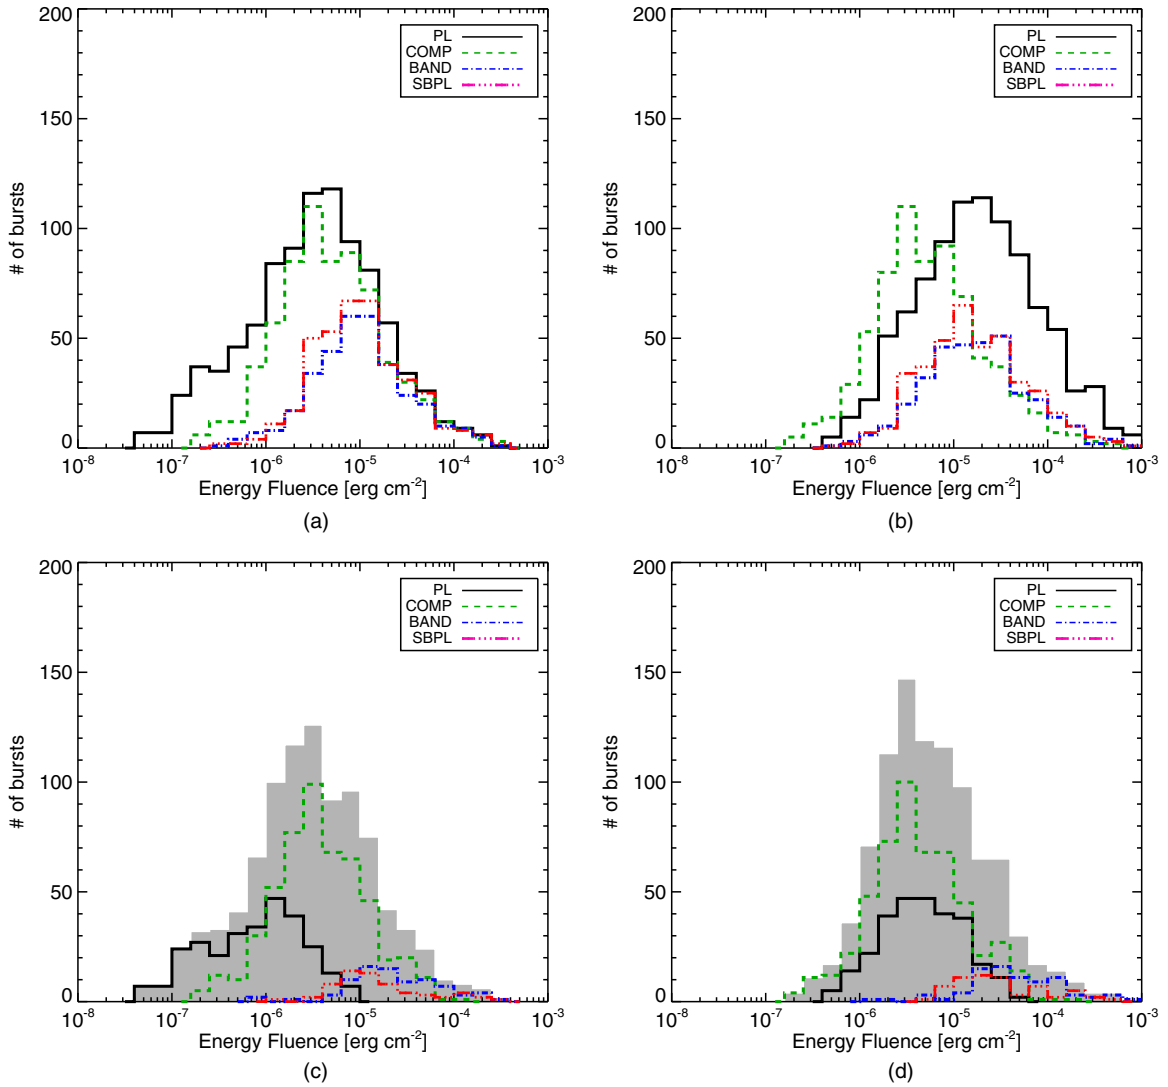 200
150
100
50
0
# of bursts
PL
COMP
BAND
SBPL
10-8
10-7
10-6
10-5
10-4
10-3
Energy Fluence [erg cm-2]
(a)
200
150
100
50
0
# of bursts
PL
COMP
BAND
SBPL
10-8
10-7
10-6
10-5
10-4
10-3
Energy Fluence [erg cm-2]
(b)
200
150
100
50
0
# of bursts
PL
COMP
BAND
SBPL
10-8
10-7
10-6
10-5
10-4
10-3
Energy Fluence [erg cm-2]
(c)
200
150
100
50
0
# of bursts
PL
COMP
BAND
SBPL
10-8
10-7
10-6
10-5
10-4
10-3
Energy Fluence [erg cm-2]
(d)